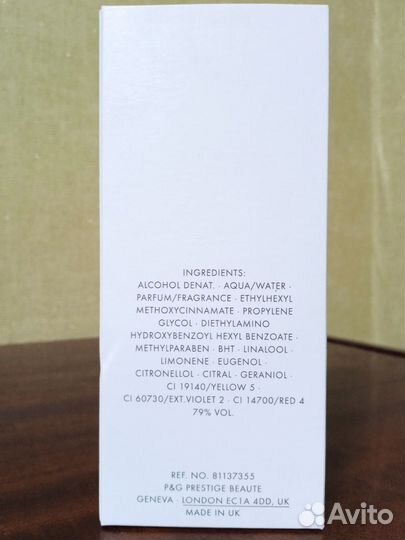 INGREDIENTS:
ALCOHOL DENAT. · AQUA/WATER ·
PARFUM/FRAGRANCE · ETHYLHEXYL
METHOXYCINNAMATE · PROPYLENE
GLYCOL · DIETHYLAMINO
HYDROXYBENZOYL HEXYL BENZOATE ·
METHYLPARABEN · BHT · LINALOOL ·
LIMONENE · EUGENOL ·
CITRONELLOL · CITRAL · GERANIOL ·
CI 19140/YELLOW 5 ·
CI 60730/EXT.VIOLET 2 · CI 14700/RED 4
79% VOL.
REF. NO. 81137355
P&G PRESTIGE BEAUTE
GENEVA · LONDON EC1A 4DD, UK
MADE IN UK
Avito